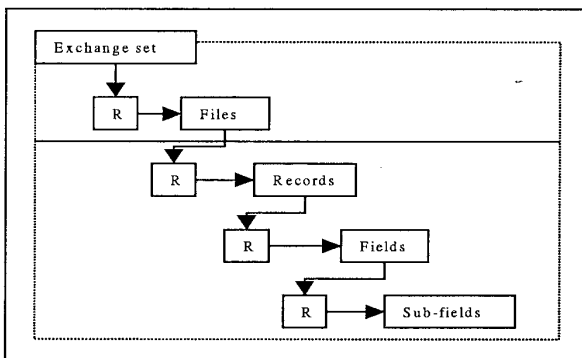 Exchange set
R
Files
R
Records
R
Fields
R
Sub-fields